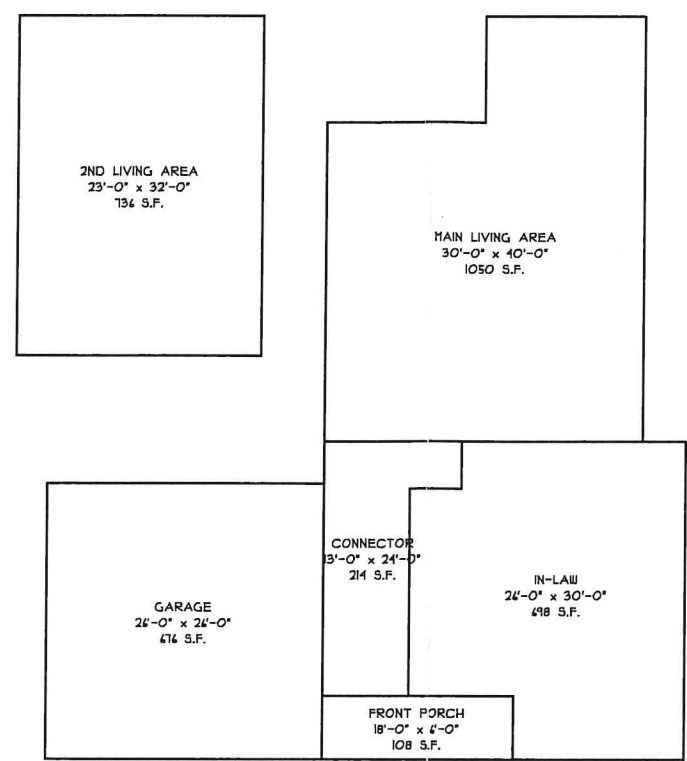 2ND LIVING AREA
23'-0" x 32'-0"
736 S.F.
MAIN LIVING AREA
30'-0" x 40'-0"
1050 S.F.
CONNECTOR
13'-0" x 24'-0"
214 S.F.
IN-LAW
26'-0" x 30'-0"
698 S.F.
GARAGE
26'-0" x 26'-0"
676 S.F.
FRONT PORCH
18'-0" x 6'-0"
108 S.F.